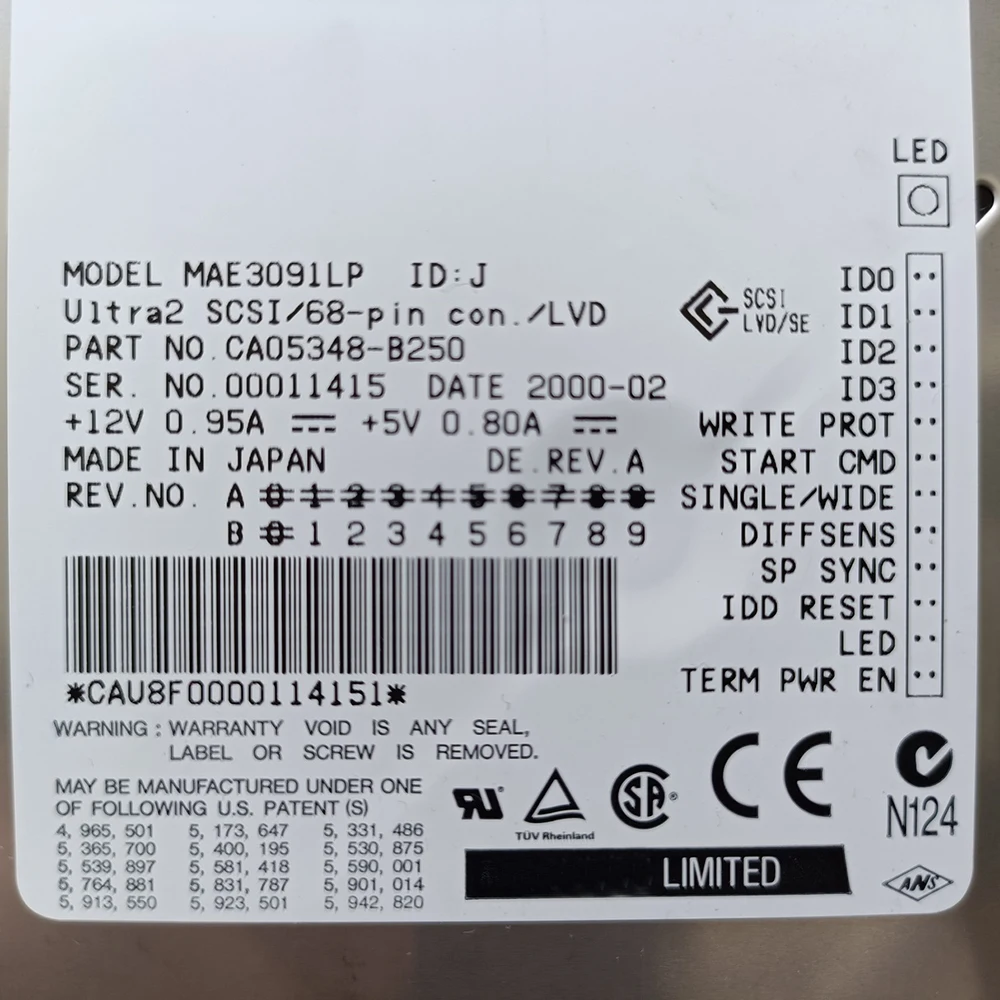 LED
MODEL MAE3091LP ID:J
Ultra2 SCSI/68-pin con./LVD
PART NO.CA05348-B250
SER. NO.00011415 DATE 2000-02
+12V 0.95A +5V 0.80A
MADE IN JAPAN DE.REV.A
REV.NO. A 0 1 2 3 4 5 6 7 8 9
B 0 1 2 3 4 5 6 7 8 9
SCSI
LVD/SE
ID0
ID1
ID2
ID3
WRITE PROT
START CMD
SINGLE/WIDE
DIFFSENS
SP SYNC
IDD RESET
LED
TERM PWR EN
*CAU8F0000114151*
WARNING : WARRANTY VOID IS ANY SEAL,
LABEL OR SCREW IS REMOVED.
MAY BE MANUFACTURED UNDER ONE
OF FOLLOWING U.S. PATENT (S)
4, 965, 501 5, 173, 647 5, 331, 486
5, 365, 700 5, 400, 195 5, 530, 875
5, 539, 897 5, 581, 418 5, 590, 001
5, 764, 881 5, 831, 787 5, 901, 014
5, 913, 550 5, 923, 501 5, 942, 820
TÜV Rheinland
CE
N124
LIMITED
ANS